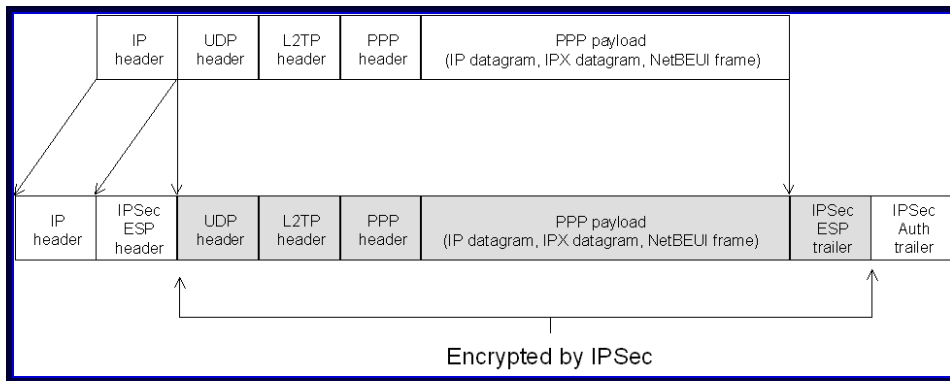 IP header
UDP header
L2TP header
PPP header
PPP payload
(IP datagram, IPX datagram, NetBEUI frame)
IP header
IPSec ESP header
UDP header
L2TP header
PPP header
PPP payload
(IP datagram, IPX datagram, NetBEUI frame)
IPSec ESP trailer
IPSec Auth trailer
Encrypted by IPSec